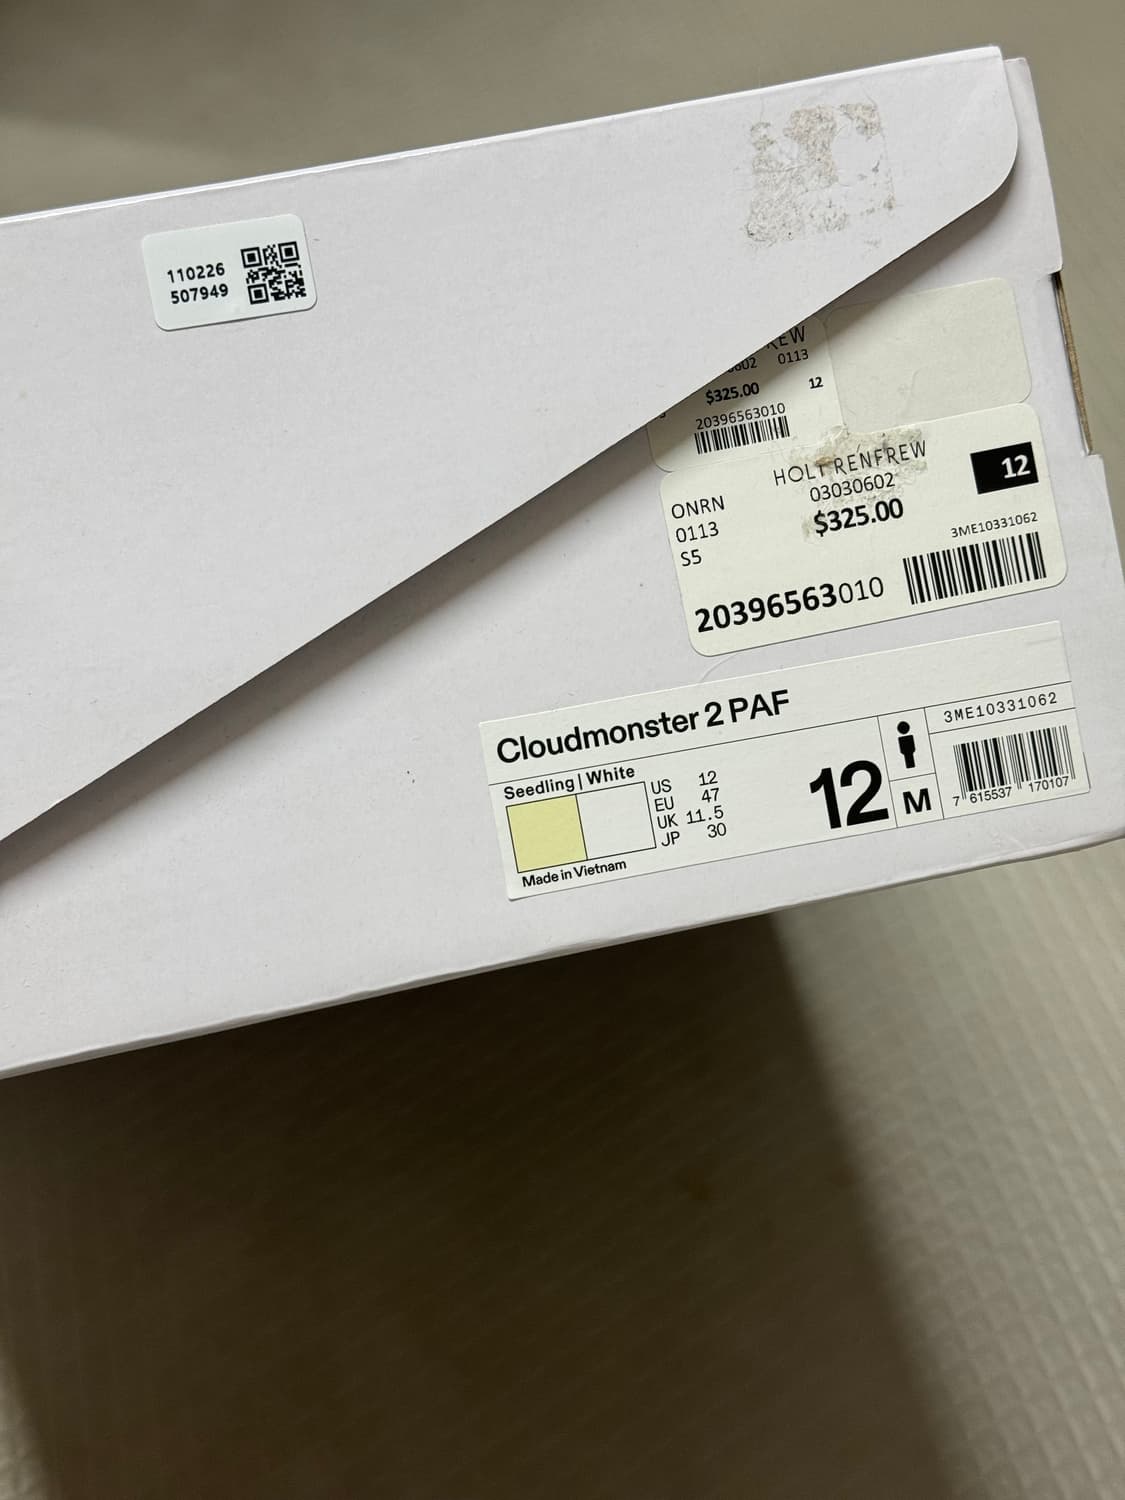 110226
507949
0113
$325.00 12
20396563010
HOLT RENFREW
03030602
$325.00
12
ONRN
0113
S5
3ME10331062
20396563010
Cloudmonster 2 PAF
Seedling | White
US 12
EU 47
UK 11.5
JP 30
Made in Vietnam
12
M
3ME10331062
7 615537 170107